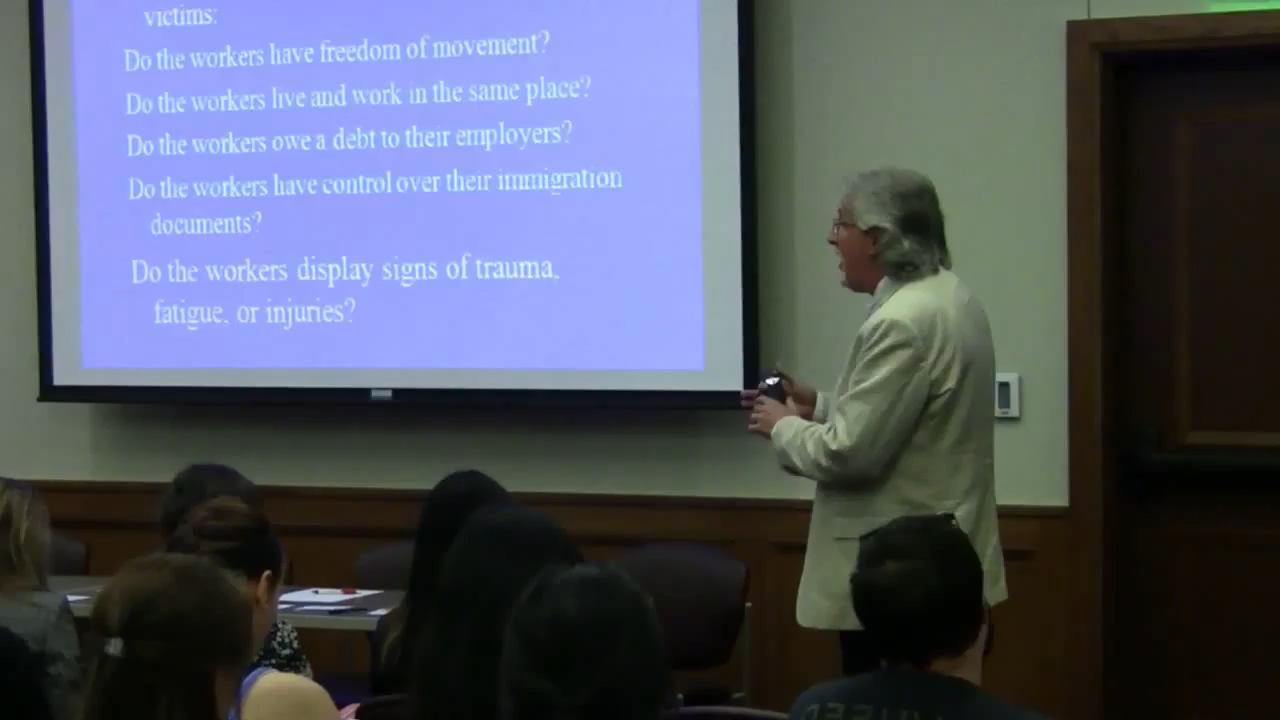 victims:
Do the workers have freedom of movement?
Do the workers live and work in the same place?
Do the workers owe a debt to their employers?
Do the workers have control over their immigration
documents?
Do the workers display signs of trauma,
fatigue, or injuries?